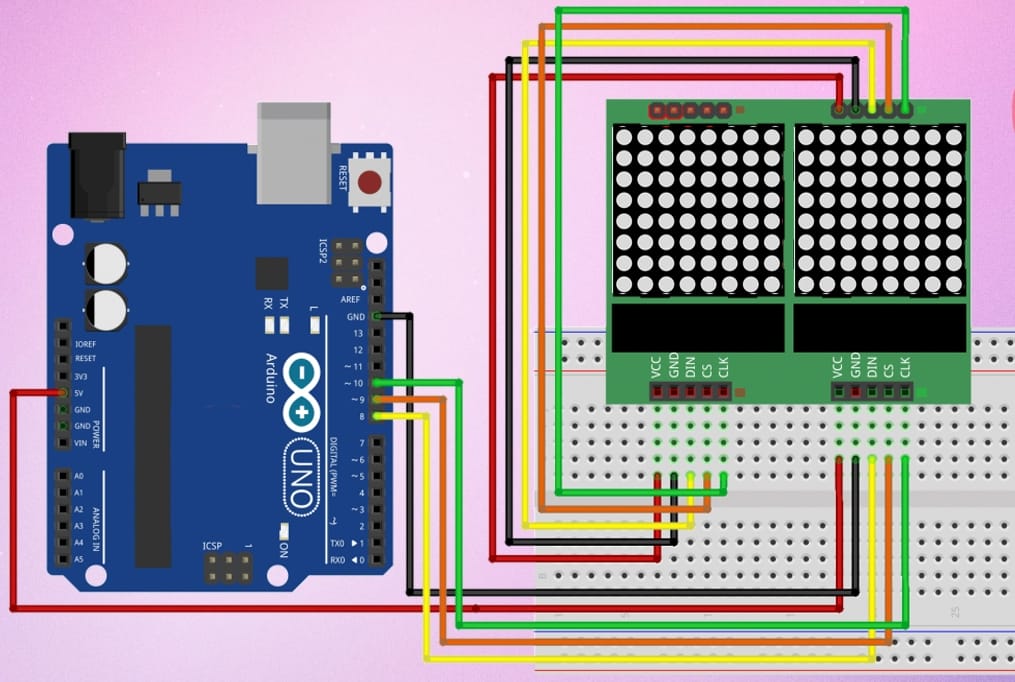 RESET
ICSP2
AREF
GND
13
12
~ 11
~ 10
~ 9
8
7
~ 6
~ 5
4
~ 3
2
TX0 ▶ 1
RX0 ◀ 0
RX
TX
L
Arduino
UNO
DIGITAL (PWM=
ON
ICSP
1
IOREF
RESET
3V3
5V
GND
GND
VIN
POWER
A0
A1
A2
A3
A4
A5
ANALOG IN
VCC
GND
DIN
CS
CLK
VCC
GND
DIN
CS
CLK
25